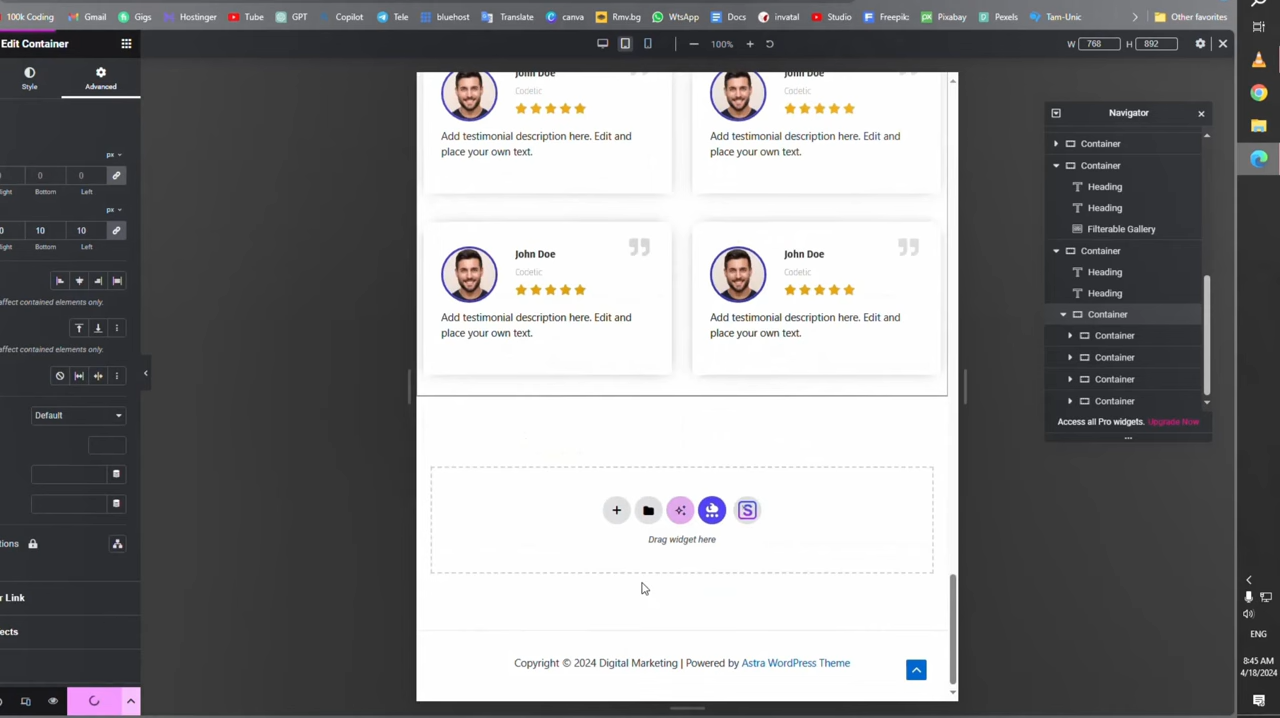 100k Coding Gmail Gigs Hostinger Tube GPT Copilot Tele bluehost Translate canva Rmv.bg WtsApp Docs invatal Studio Freepik: Pixabay Pexels Tam-Unic Other favorites
Edit Container 100% W 768 H 892
Style Advanced
Navigator
px
0 0 0
Right Bottom Left
px
0 10 10
Bottom Left
affect contained elements only.
affect contained elements only.
Default
r Link
John Doe
Codelic
Add testimonial description here. Edit and
place your own text.
John Doe
Codelic
Add testimonial description here. Edit and
place your own text.
John Doe
Codelic
Add testimonial description here. Edit and
place your own text.
John Doe
Codelic
Add testimonial description here. Edit and
place your own text.
Drag widget here
Copyright © 2024 Digital Marketing | Powered by Astra WordPress Theme
Container
Container
Heading
Heading
Filterable Gallery
Container
Heading
Heading
Container
Container
Container
Container
Container
Access all Pro widgets. Upgrade Now
ENG
8:45 AM
4/18/2024